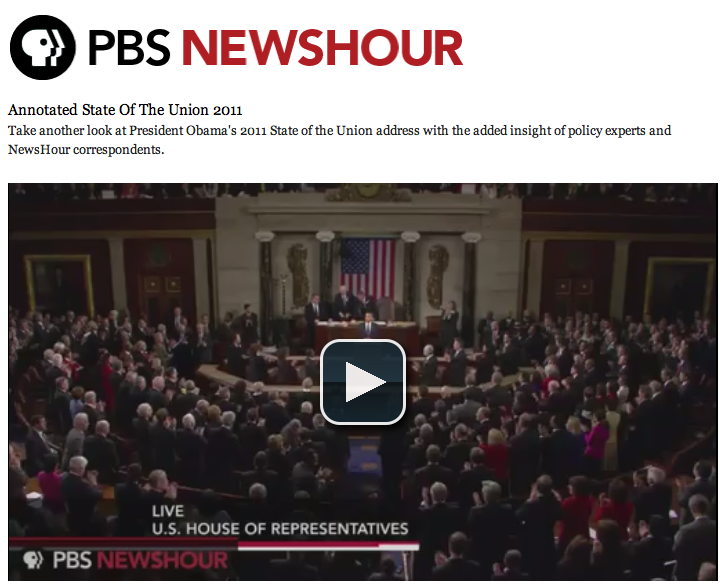 PBS NEWSHOUR
Annotated State Of The Union 2011
Take another look at President Obama's 2011 State of the Union address with the added insight of policy experts and
NewsHour correspondents.
LIVE
U.S. HOUSE OF REPRESENTATIVES
PBS NEWSHOUR